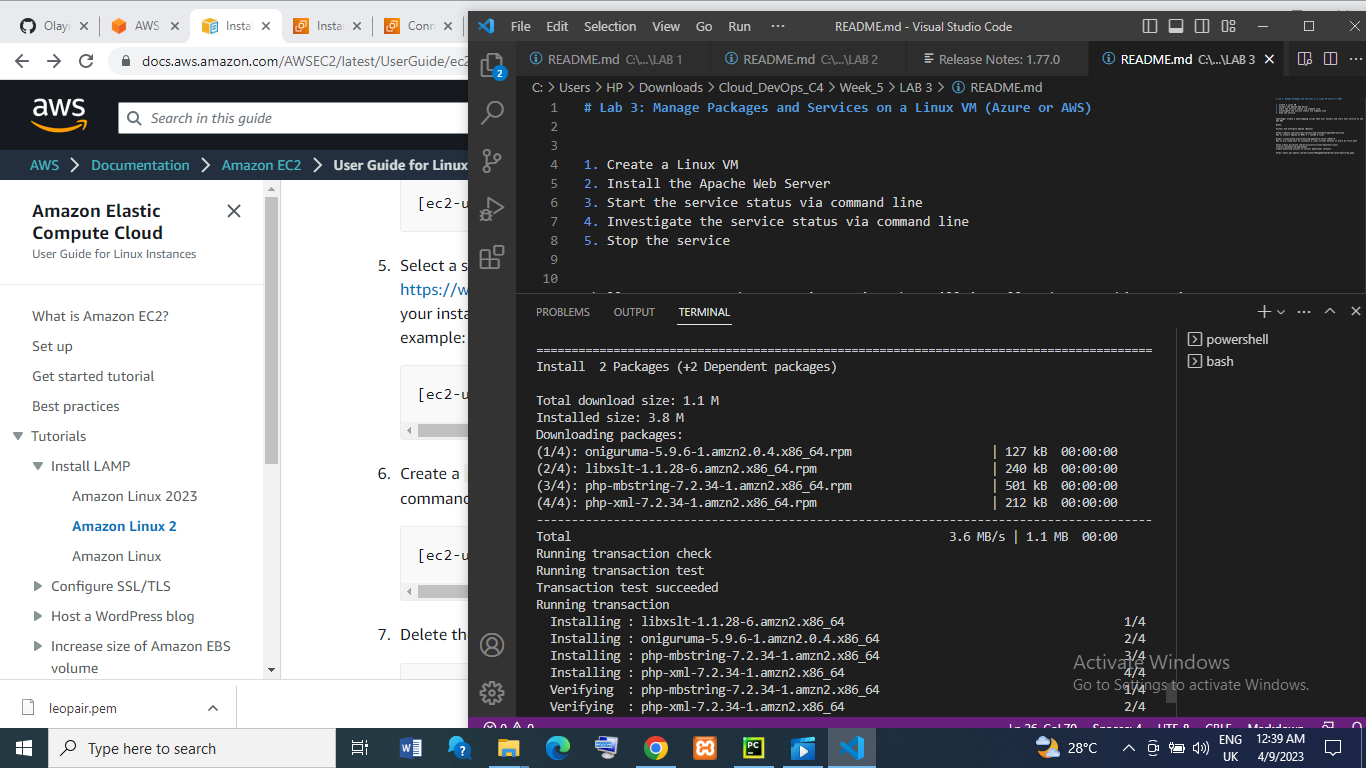 Olayi
AWS
Instal
Instan
Conn
docs.aws.amazon.com/AWSEC2/latest/UserGuide/ec2
aws
Search in this guide
AWS
Documentation
Amazon EC2
User Guide for Linux
Amazon Elastic
Compute Cloud
User Guide for Linux Instances
What is Amazon EC2?
Set up
Get started tutorial
Best practices
Tutorials
Install LAMP
Amazon Linux 2023
Amazon Linux 2
Amazon Linux
Configure SSL/TLS
Host a WordPress blog
Increase size of Amazon EBS
volume
[ec2-u
5. Select a s
https://w
your insta
example:
[ec2-u
6. Create a
command
[ec2-u
7. Delete the
leopair.pem
File Edit Selection View Go Run ···
README.md - Visual Studio Code
2
README.md C:\...\LAB 1
README.md C:\...\LAB 2
Release Notes: 1.77.0
README.md C:\...\LAB 3
C: > Users > HP > Downloads > Cloud_DevOps_C4 > Week_5 > LAB 3 > README.md
1 # Lab 3: Manage Packages and Services on a Linux VM (Azure or AWS)
2
3
4 1. Create a Linux VM
5 2. Install the Apache Web Server
6 3. Start the service status via command line
7 4. Investigate the service status via command line
8 5. Stop the service
9
10
PROBLEMS OUTPUT TERMINAL
powershell
bash
Install 2 Packages (+2 Dependent packages)
Total download size: 1.1 M
Installed size: 3.8 M
Downloading packages:
(1/4): oniguruma-5.9.6-1.amzn2.0.4.x86_64.rpm | 127 kB 00:00:00
(2/4): libxslt-1.1.28-6.amzn2.x86_64.rpm | 240 kB 00:00:00
(3/4): php-mbstring-7.2.34-1.amzn2.x86_64.rpm | 501 kB 00:00:00
(4/4): php-xml-7.2.34-1.amzn2.x86_64.rpm | 212 kB 00:00:00
Total 3.6 MB/s | 1.1 MB 00:00
Running transaction check
Running transaction test
Transaction test succeeded
Running transaction
Installing : libxslt-1.1.28-6.amzn2.x86_64 1/4
Installing : oniguruma-5.9.6-1.amzn2.0.4.x86_64 2/4
Installing : php-mbstring-7.2.34-1.amzn2.x86_64 3/4
Installing : php-xml-7.2.34-1.amzn2.x86_64 4/4
Verifying : php-mbstring-7.2.34-1.amzn2.x86_64 1/4
Verifying : php-xml-7.2.34-1.amzn2.x86_64 2/4
Activate Windows
Go to Settings to activate Windows.
Type here to search
28°C
ENG
UK
12:39 AM
4/9/2023